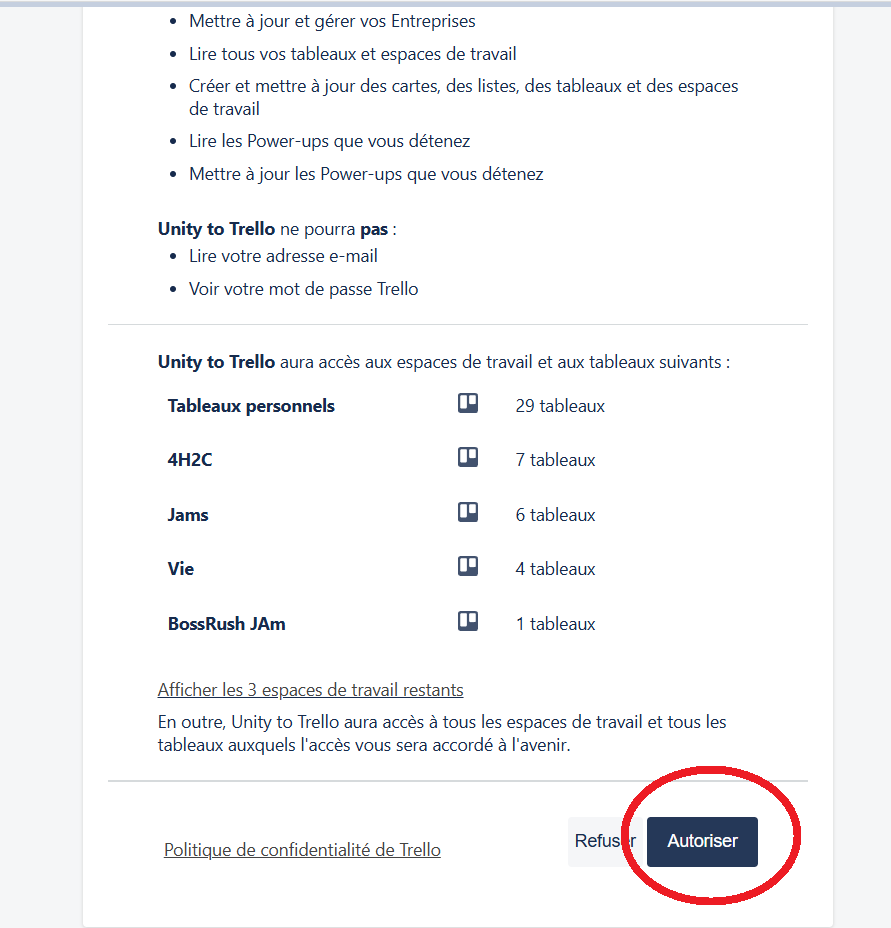 Mettre à jour et gérer vos Entreprises
Lire tous vos tableaux et espaces de travail
Créer et mettre à jour des cartes, des listes, des tableaux et des espaces
de travail
Lire les Power-ups que vous détenez
Mettre à jour les Power-ups que vous détenez
Unity to Trello ne pourra pas :
Lire votre adresse e-mail
Voir votre mot de passe Trello
Unity to Trello aura accès aux espaces de travail et aux tableaux suivants :
Tableaux personnels 29 tableaux
4H2C 7 tableaux
Jams 6 tableaux
Vie 4 tableaux
BossRush JAm 1 tableaux
Afficher les 3 espaces de travail restants
En outre, Unity to Trello aura accès à tous les espaces de travail et tous les
tableaux auxquels l'accès vous sera accordé à l'avenir.
Politique de confidentialité de Trello Refuser Autoriser